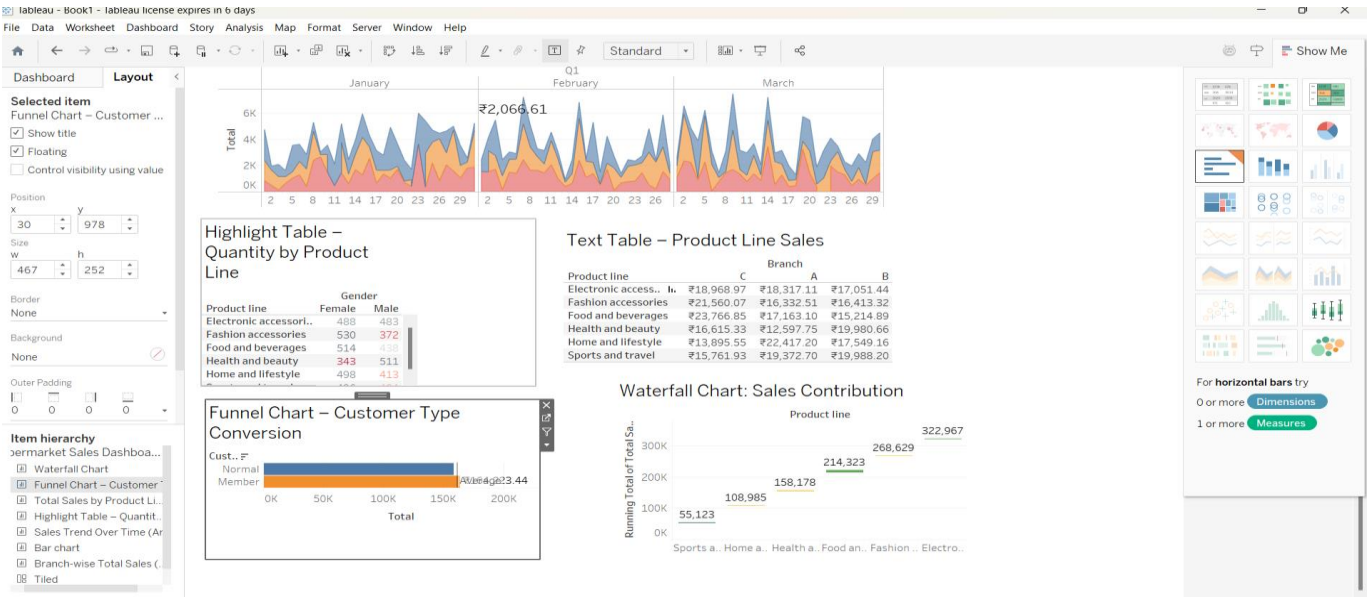 Tableau - Book1 - Tableau license expires in 6 days
File Data Worksheet Dashboard Story Analysis Map Format Server Window Help
Standard
Show Me
Dashboard Layout
Selected item
Funnel Chart – Customer ...
Show title
Floating
Control visibility using value
Position
x y
30 978
Size
w h
467 252
Border
None
Background
None
Outer Padding
0 0 0 0
Item hierarchy
permarket Sales Dashboa...
Waterfall Chart
Funnel Chart – Customer
Total Sales by Product Li...
Highlight Table – Quantit...
Sales Trend Over Time (Ar
Bar chart
Branch-wise Total Sales (
Tiled
Q1
January February March
₹2,066.61
Total
6K
4K
2K
0K
2 5 8 11 14 17 20 23 26 29 2 5 8 11 14 17 20 23 26 2 5 8 11 14 17 20 23 26 29
Highlight Table –
Quantity by Product
Line
Gender
Product line Female Male
Electronic accessori.. 488 483
Fashion accessories 530 372
Food and beverages 514 438
Health and beauty 343 511
Home and lifestyle 498 413
Text Table – Product Line Sales
Branch
Product line C A B
Electronic access.. ₹18,968.97 ₹18,317.11 ₹17,051.44
Fashion accessories ₹21,560.07 ₹16,332.51 ₹16,413.32
Food and beverages ₹23,766.85 ₹17,163.10 ₹15,214.89
Health and beauty ₹16,615.33 ₹12,597.75 ₹19,980.66
Home and lifestyle ₹13,895.55 ₹22,417.20 ₹17,549.16
Sports and travel ₹15,761.93 ₹19,372.70 ₹19,988.20
Funnel Chart – Customer Type
Conversion
Cust..
Normal
Member
0K 50K 100K 150K 200K
Total
Waterfall Chart: Sales Contribution
Product line
Running Total of Total Sa..
300K
200K
100K
0K
55,123
108,985
158,178
214,323
268,629
322,967
Sports a.. Home a.. Health a.. Food an.. Fashion .. Electro..
For horizontal bars try
0 or more Dimensions
1 or more Measures